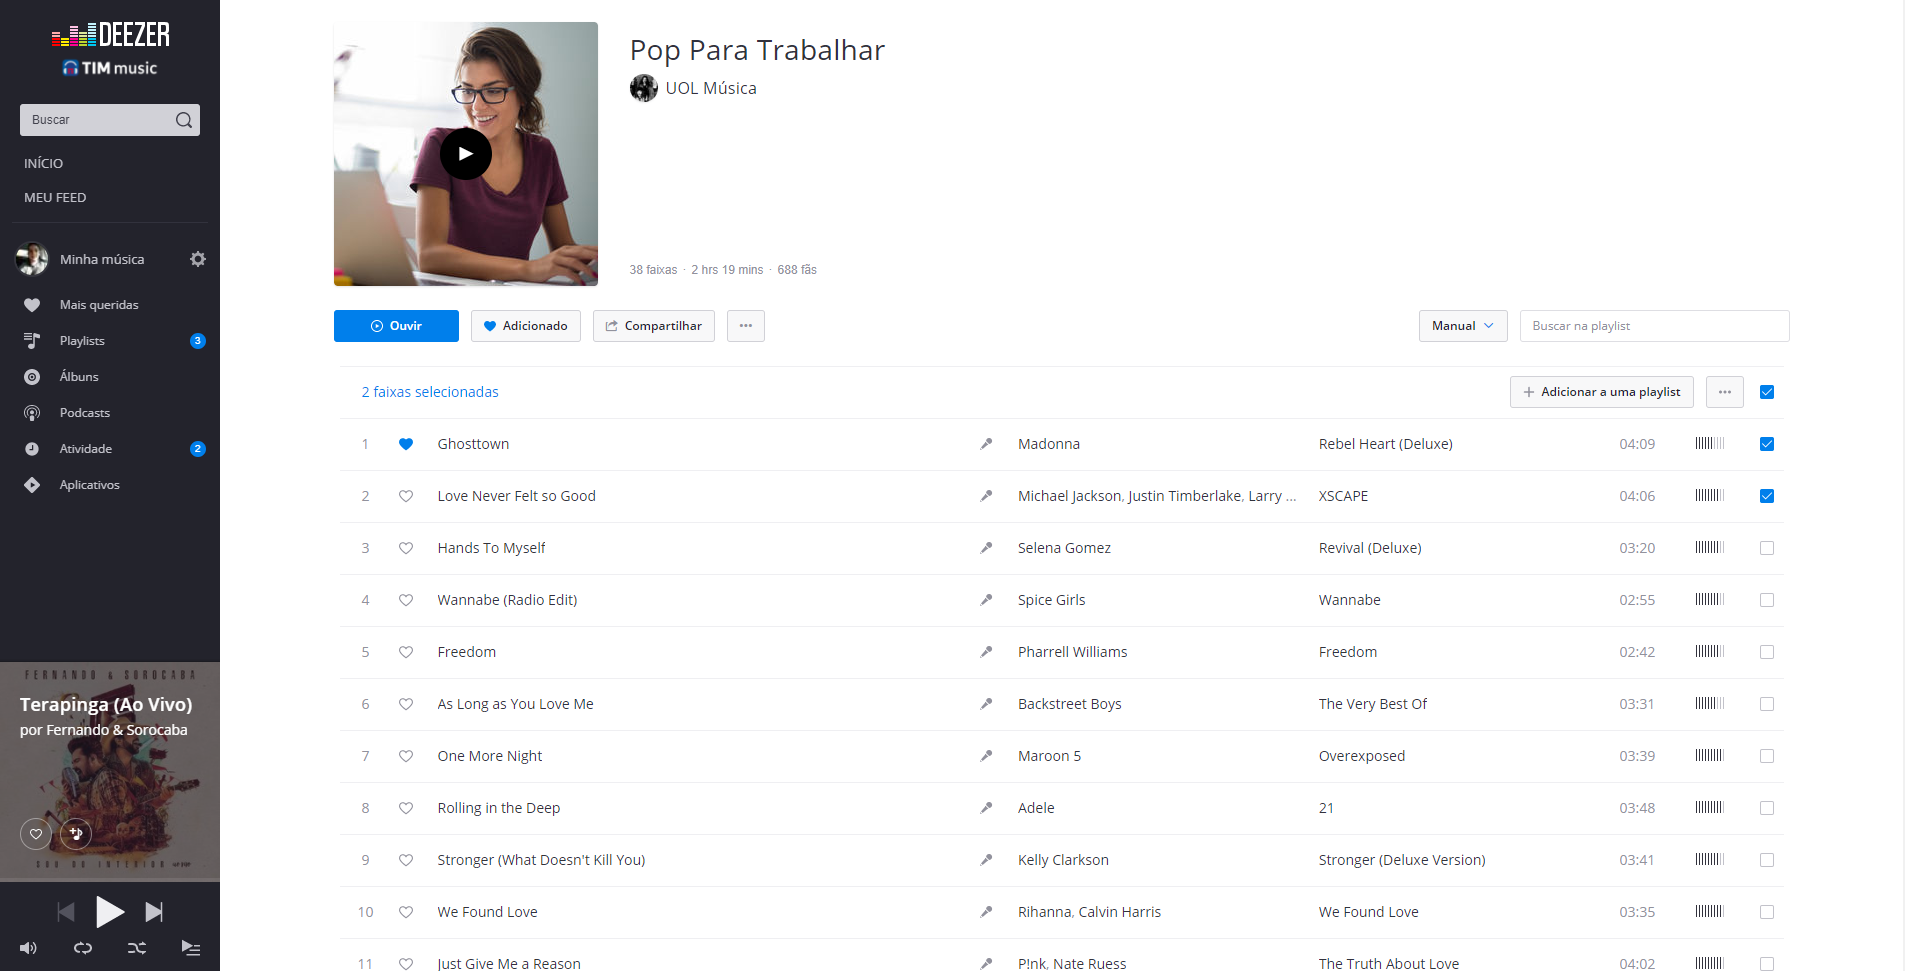 DEEZER
TIM music
Buscar
INÍCIO
MEU FEED
Minha música
Mais queridas
Playlists 3
Álbuns
Podcasts
Atividade 2
Aplicativos
FERNANDO & SOROCABA
Terapinga (Ao Vivo)
por Fernando & Sorocaba
SOU DO INTERIOR
Pop Para Trabalhar
UOL Música
38 faixas · 2 hrs 19 mins · 688 fãs
Ouvir Adicionado Compartilhar ... Manual Buscar na playlist
2 faixas selecionadas + Adicionar a uma playlist ...
1 Ghosttown Madonna Rebel Heart (Deluxe) 04:09
2 Love Never Felt so Good Michael Jackson, Justin Timberlake, Larry ... XSCAPE 04:06
3 Hands To Myself Selena Gomez Revival (Deluxe) 03:20
4 Wannabe (Radio Edit) Spice Girls Wannabe 02:55
5 Freedom Pharrell Williams Freedom 02:42
6 As Long as You Love Me Backstreet Boys The Very Best Of 03:31
7 One More Night Maroon 5 Overexposed 03:39
8 Rolling in the Deep Adele 21 03:48
9 Stronger (What Doesn't Kill You) Kelly Clarkson Stronger (Deluxe Version) 03:41
10 We Found Love Rihanna, Calvin Harris We Found Love 03:35
11 Just Give Me a Reason P!nk, Nate Ruess The Truth About Love 04:02